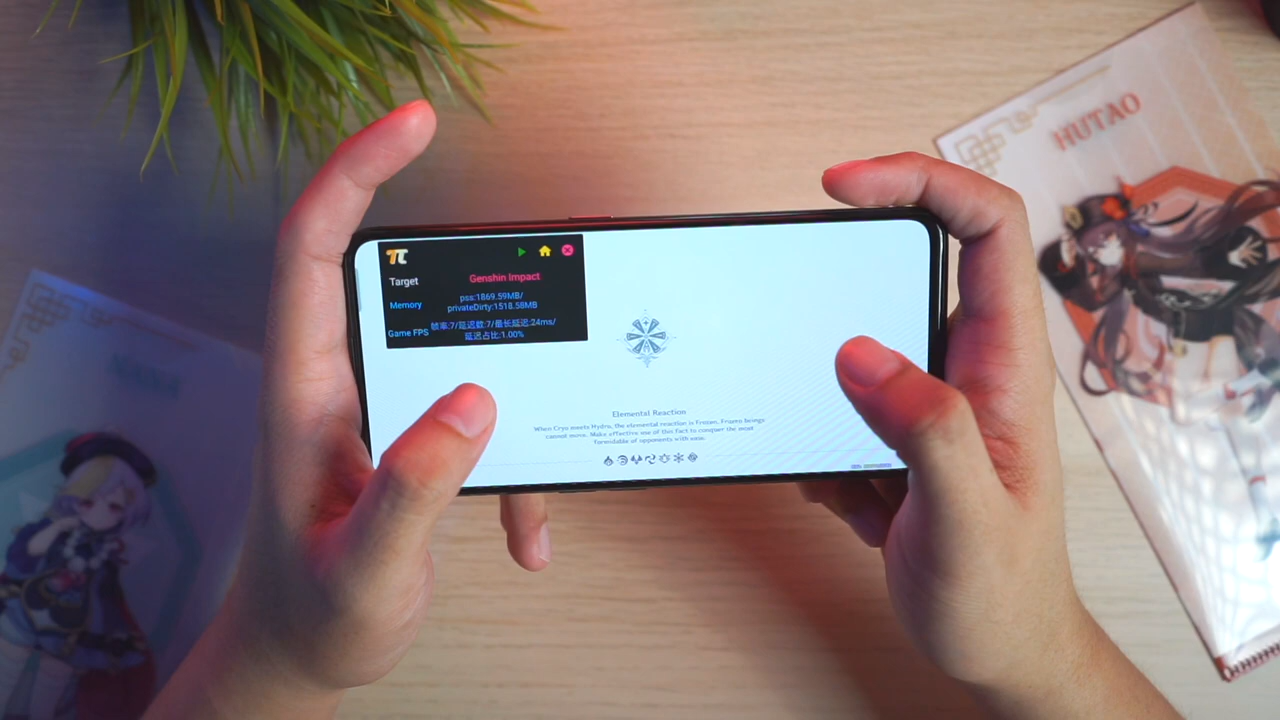 HUTAO
Target Genshin Impact
Memory pss:1869.59MB/
privateDirty:1518.58MB
Game FPS 帧率:7/延迟数:7/最长延迟:24ms/
延迟占比:1.00%
Elemental Reaction
When Cryo meets Hydro, the elemental reaction is Frozen. Frozen beings
cannot move. Make effective use of this fact to conquer the most
formidable of opponents with ease.